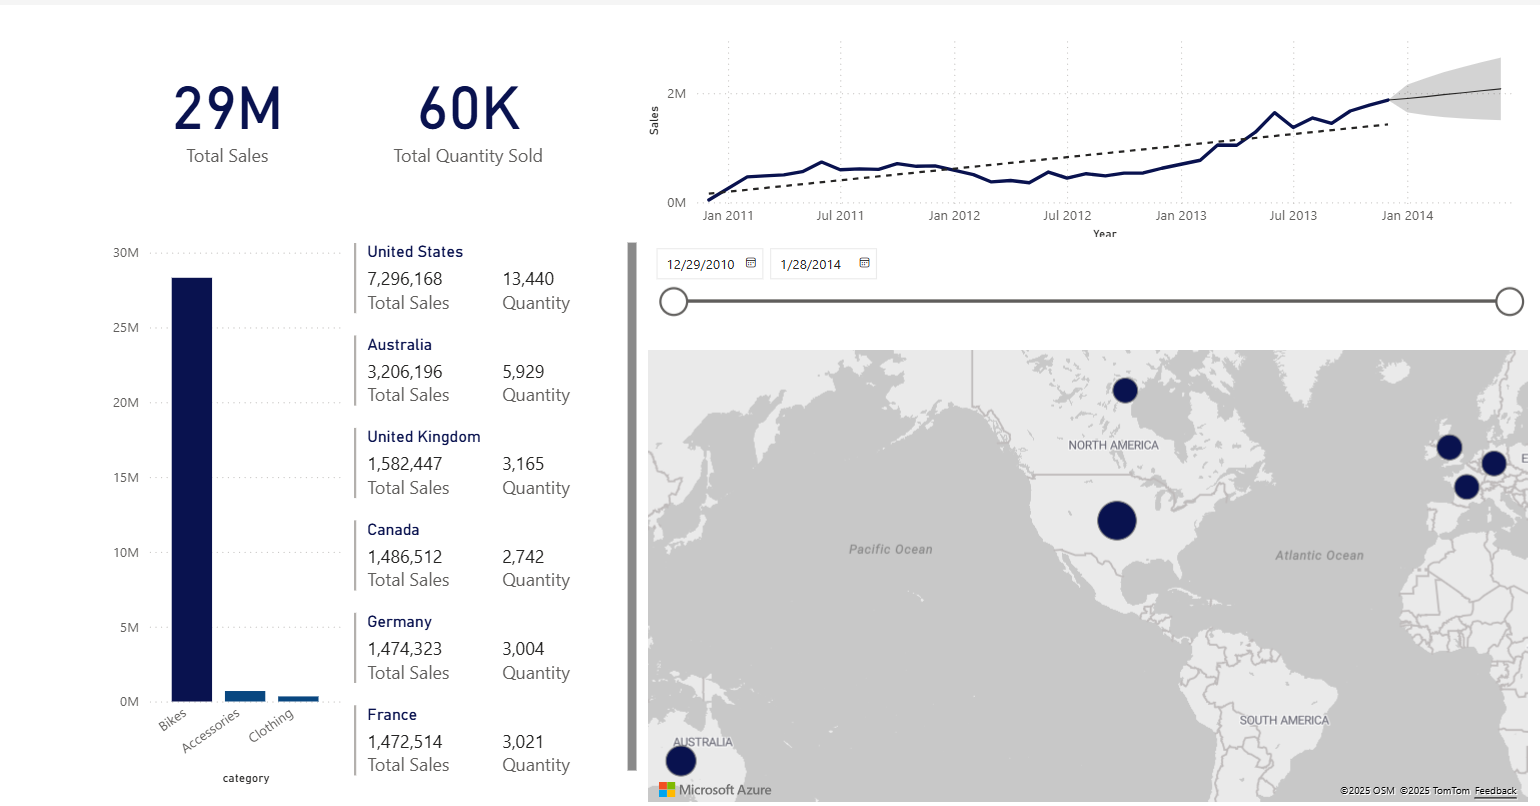 29M
Total Sales
60K
Total Quantity Sold
Sales
2M
0M
Jan 2011 Jul 2011 Jan 2012 Jul 2012 Jan 2013 Jul 2013 Jan 2014
Year
12/29/2010 1/28/2014
30M
25M
20M
15M
10M
5M
0M
Bikes
Accessories
Clothing
category
United States
7,296,168 13,440
Total Sales Quantity
Australia
3,206,196 5,929
Total Sales Quantity
United Kingdom
1,582,447 3,165
Total Sales Quantity
Canada
1,486,512 2,742
Total Sales Quantity
Germany
1,474,323 3,004
Total Sales Quantity
France
1,472,514 3,021
Total Sales Quantity
NORTH AMERICA
E
Pacific Ocean
Atlantic Ocean
SOUTH AMERICA
AUSTRALIA
Microsoft Azure
©2025 OSM ©2025 TomTom Feedback